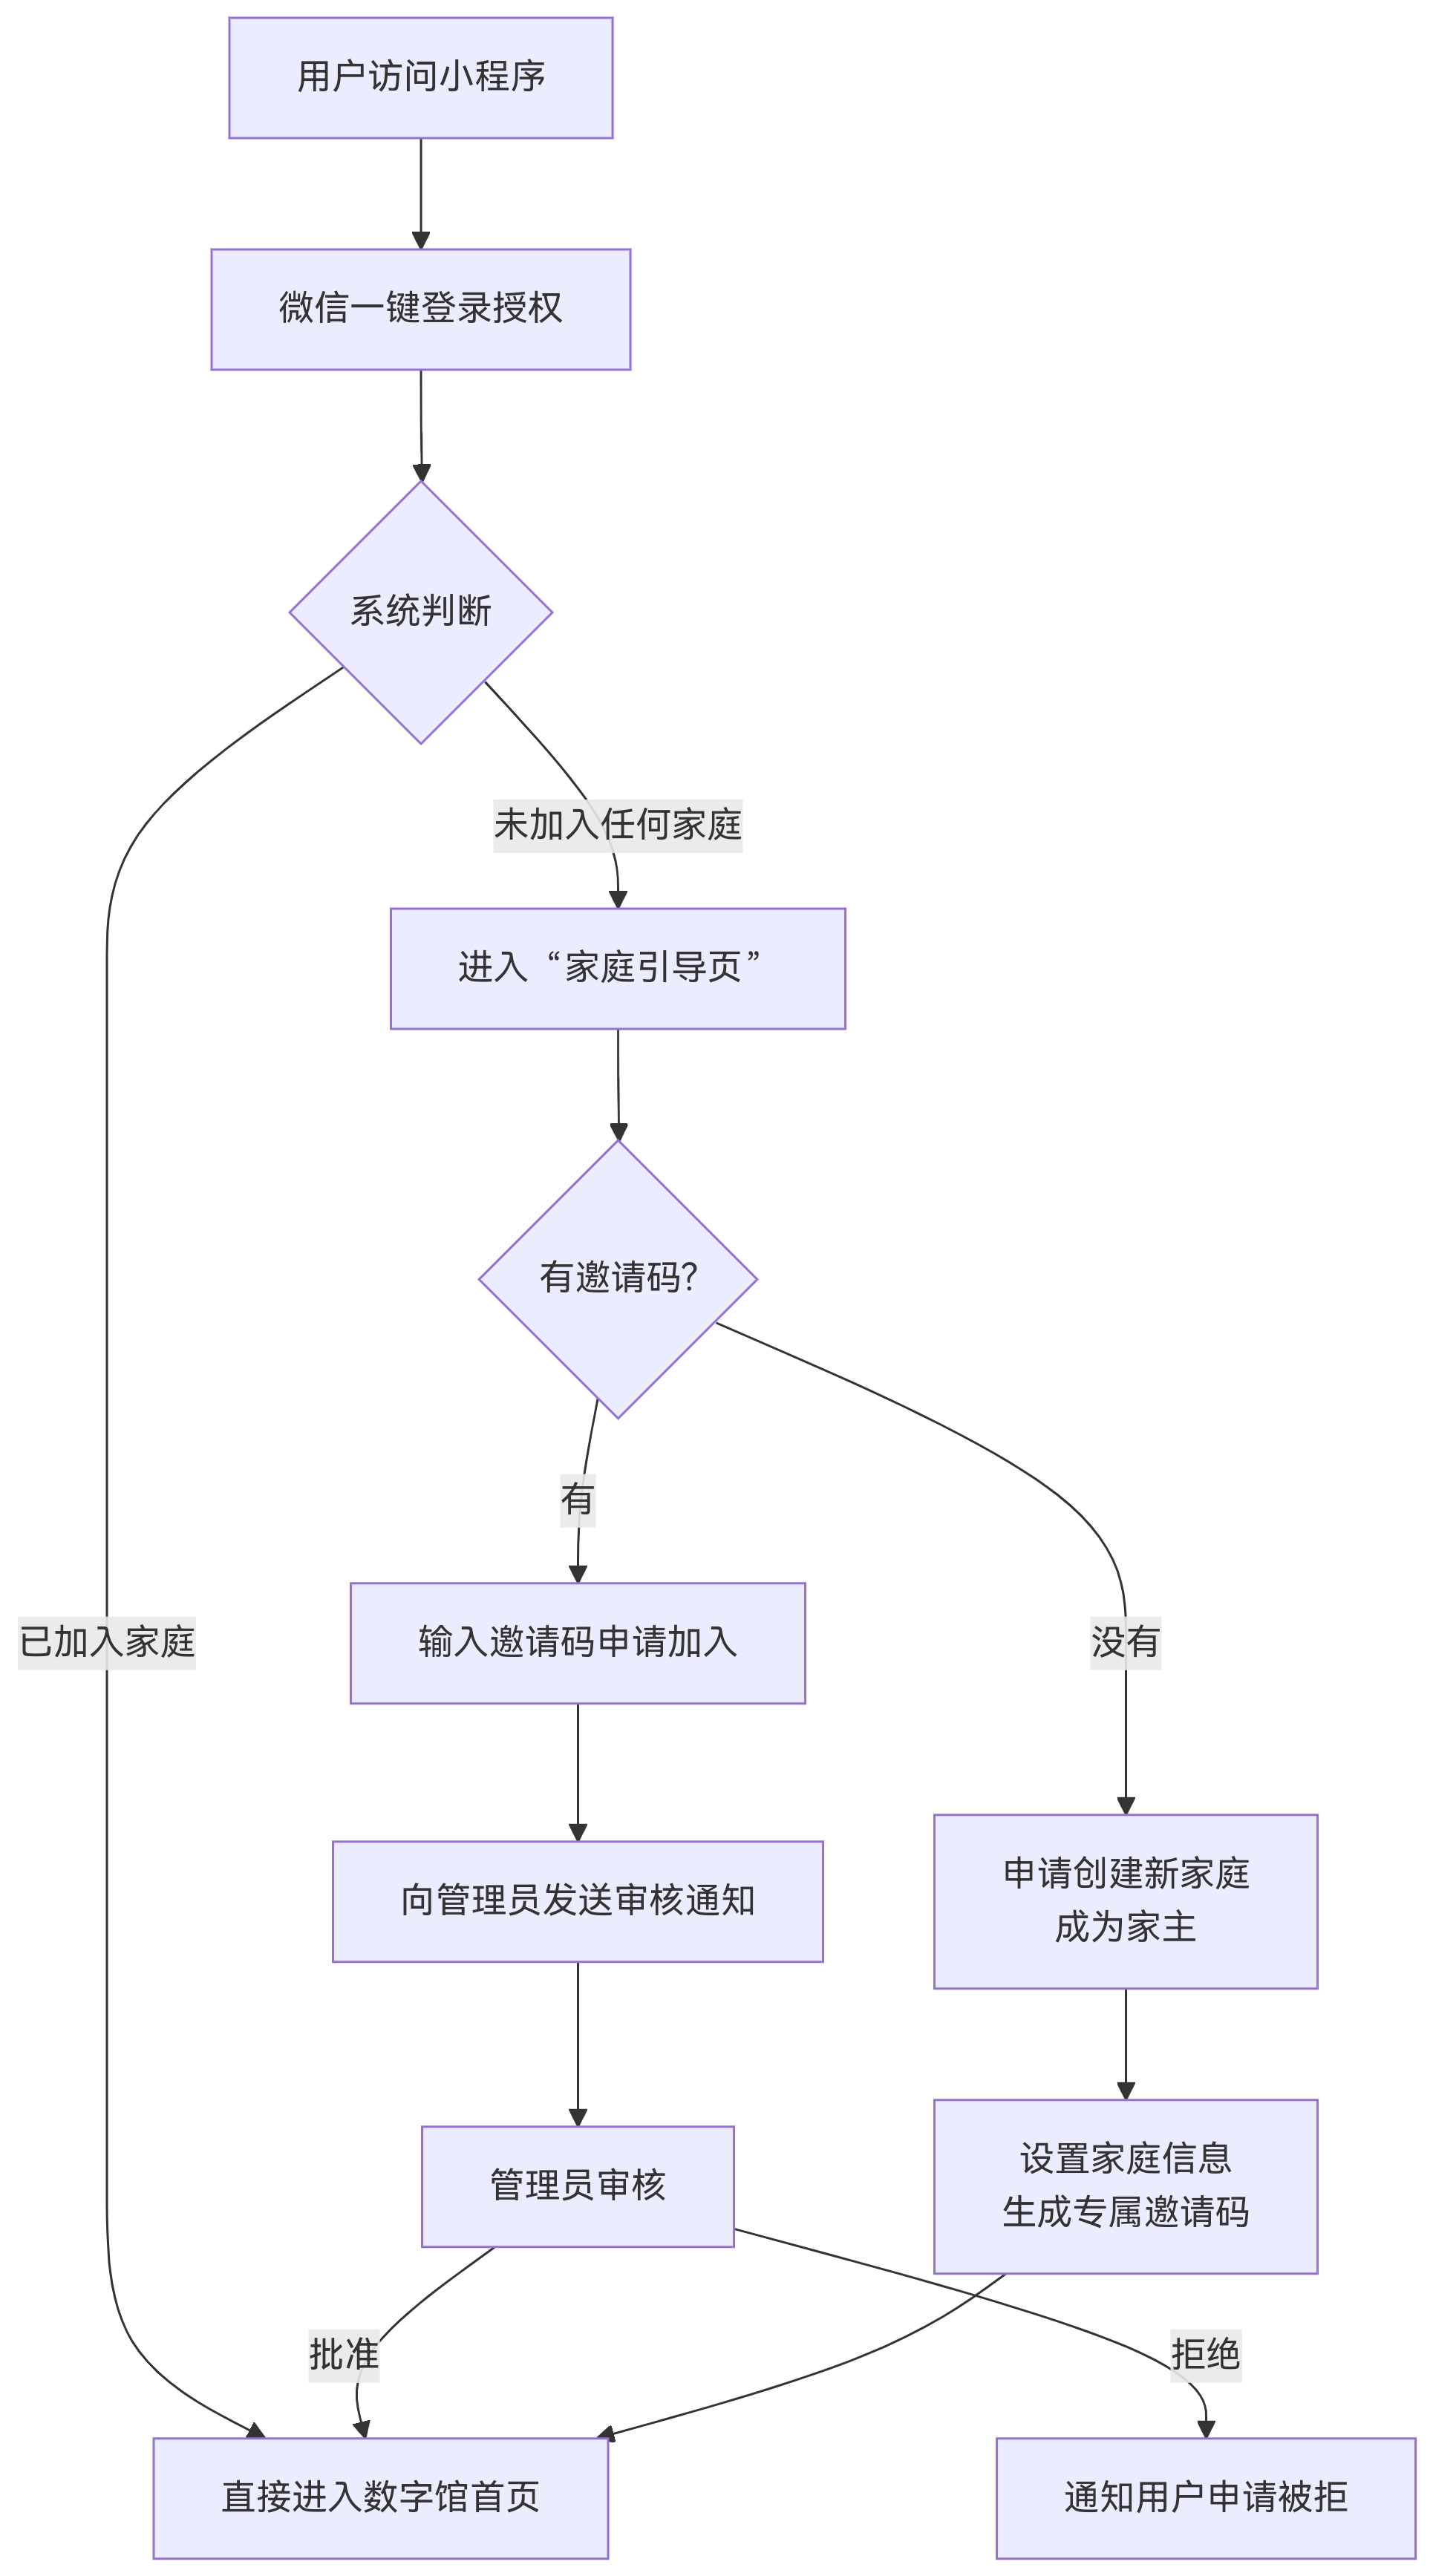 用户访问小程序
微信一键登录授权
系统判断
未加入任何家庭
进入“家庭引导页”
有邀请码？
有
已加入家庭
输入邀请码申请加入
没有
向管理员发送审核通知
申请创建新家庭
成为家主
管理员审核
设置家庭信息
生成专属邀请码
批准
拒绝
直接进入数字馆首页
通知用户申请被拒